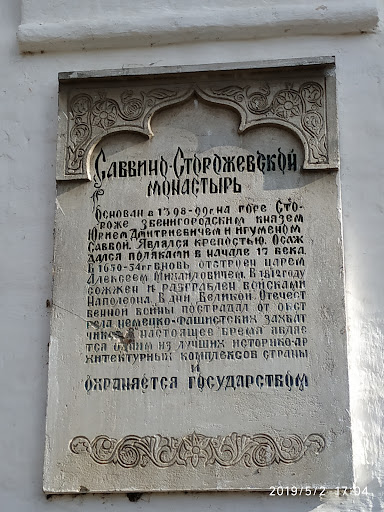 Саввино-Сторожевской
монастырь
Основан в 1398-99гг на горе Сто-
роже звенигородским князем
Юрием Дмитриевичем и игуменом
Саввой. Являлся крепостью. Осаж
дался поляками в начале 17 века.
В 1650-54гг вновь отстроен царем
Алексеем Михайловичем. В 1812 году
сожжен и разграблен войсками
Наполеона. В дни Великой Отечест
венной войны пострадал от обст
рела немецко-фашистских захват
чиков. В настоящее время являе
тся одним из лучших историко-ар
хитектурных комплексов страны
и
охраняется государством
2019/5/2 17:04